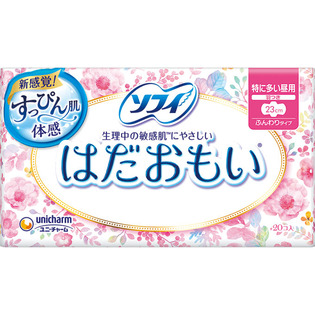 新感覚!
すっぴん肌
体感
ソフィ
特に多い昼用
羽つき
23cm
ふんわりタイプ
生理中の敏感肌にやさしい
はだおもい
unicharm
ユニ・チャーム
20コ入